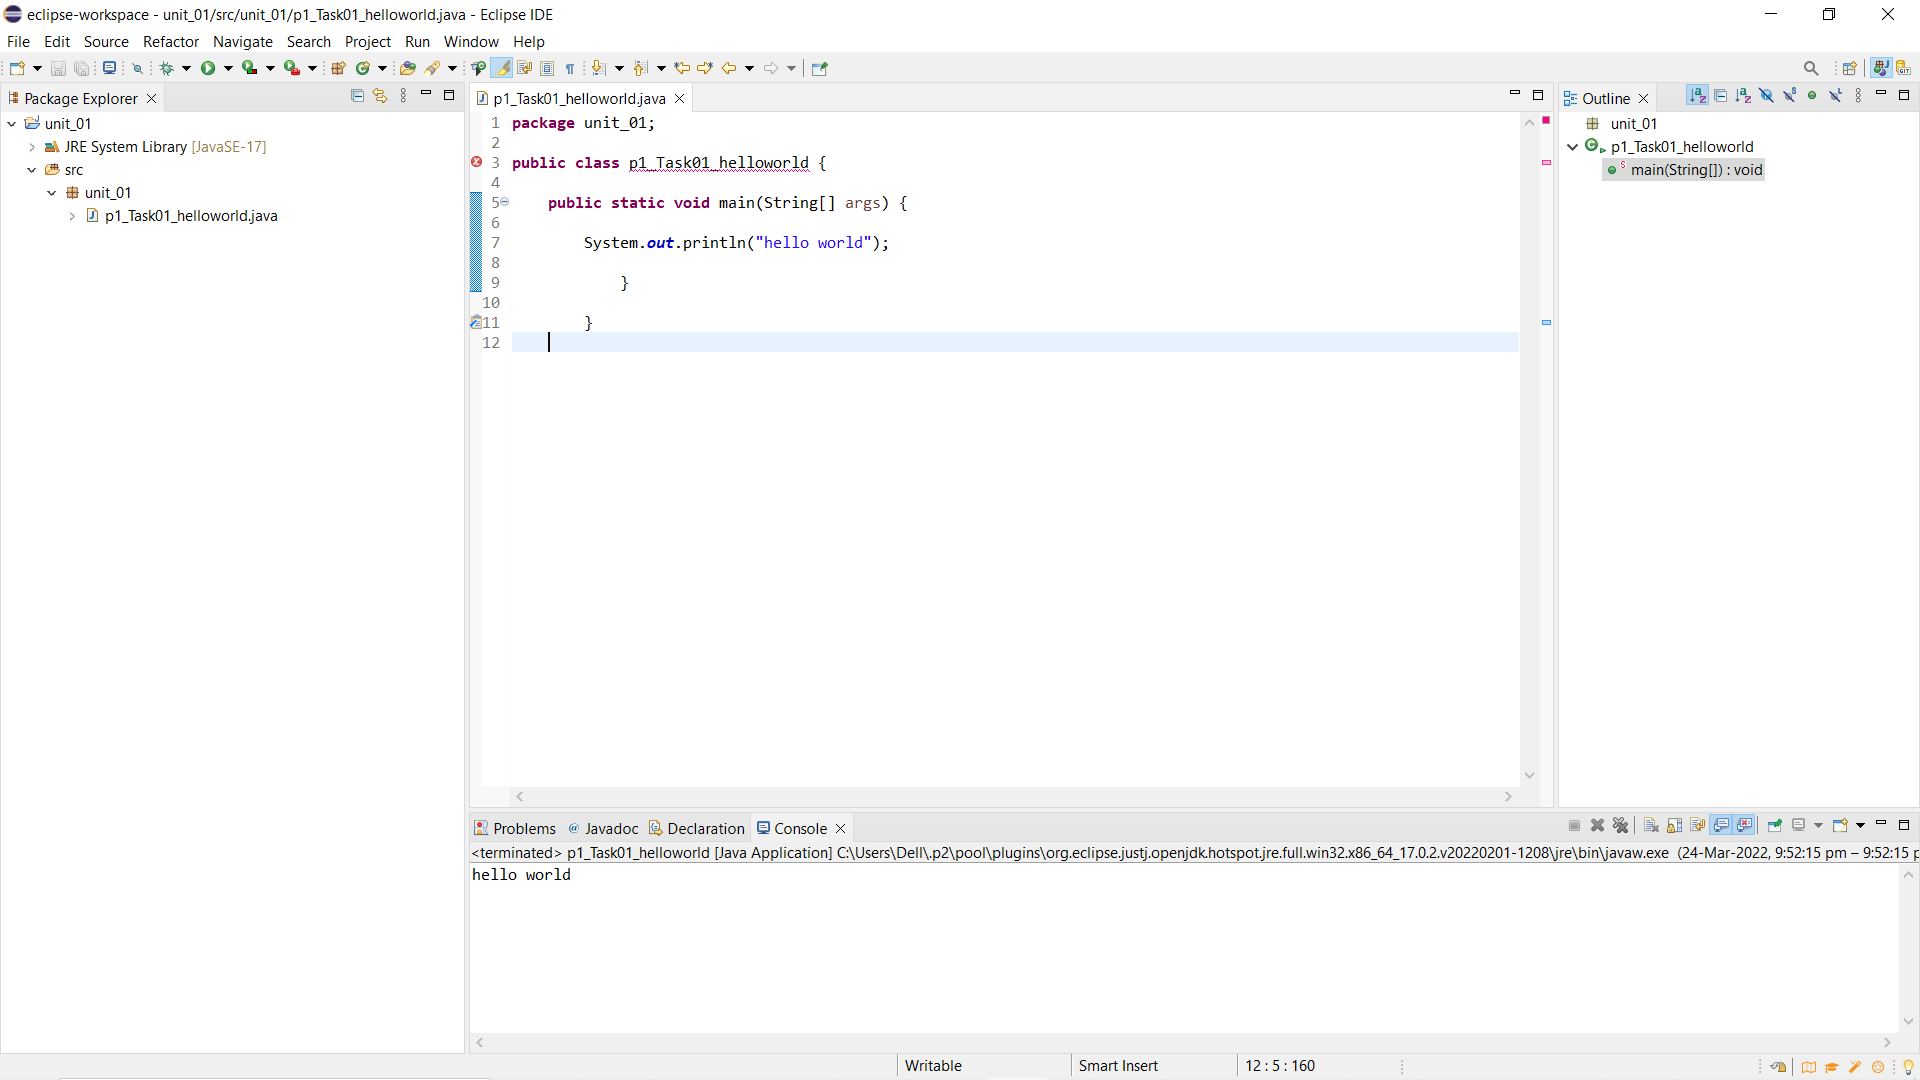 eclipse-workspace - unit_01/src/unit_01/p1_Task01_helloworld.java - Eclipse IDE
File Edit Source Refactor Navigate Search Project Run Window Help
Package Explorer
unit_01
JRE System Library [JavaSE-17]
src
unit_01
p1_Task01_helloworld.java
p1_Task01_helloworld.java
1 package unit_01;
2
3 public class p1_Task01_helloworld {
4
5 public static void main(String[] args) {
6
7 System.out.println("hello world");
8
9 }
10
11 }
12
Outline
unit_01
p1_Task01_helloworld
main(String[]) : void
Problems @ Javadoc Declaration Console
<terminated> p1_Task01_helloworld [Java Application] C:\Users\Dell\.p2\pool\plugins\org.eclipse.justj.openjdk.hotspot.jre.full.win32.x86_64_17.0.2.v20220201-1208\jre\bin\javaw.exe (24-Mar-2022, 9:52:15 pm – 9:52:15 p
hello world
Writable Smart Insert 12 : 5 : 160